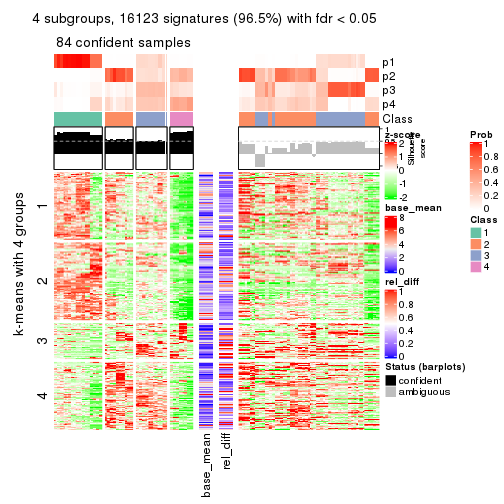 4 subgroups, 16123 signatures (96.5%) with fdr < 0.05
84 confident samples
p1
p2
p3
p4
Class
1
Silhouette
score
z-score
2
1
0
-1
-2
base_mean
8
6
4
2
0
rel_diff
1
0.8
0.6
0.4
0.2
0
Status (barplots)
confident
ambiguous
Prob
1
0.8
0.6
0.4
0.2
0
Class
1
2
3
4
k-means with 4 groups
1
2
3
4
base_mean
rel_diff